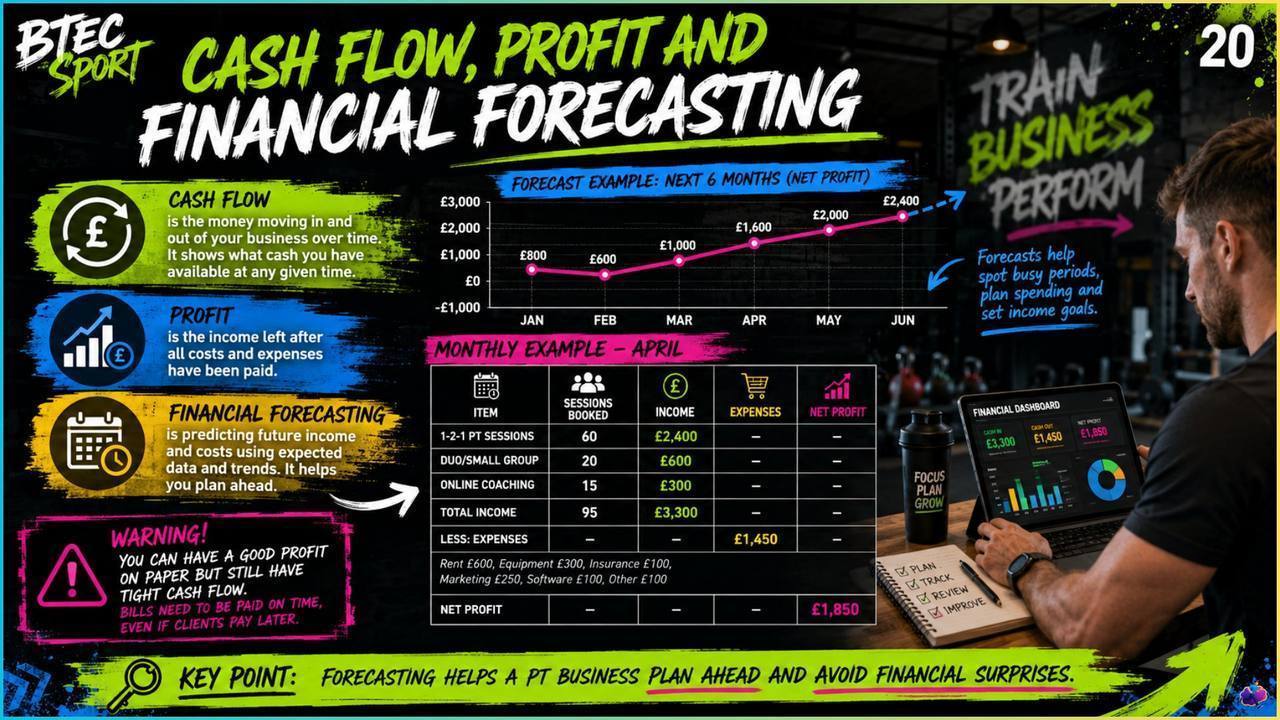 BTEC
SPORT
CASH FLOW, PROFIT AND
FINANCIAL FORECASTING
20
TRAIN
BUSINESS
PERFORM
CASH FLOW
is the money moving in and
out of your business over time.
It shows what cash you have
available at any given time.
PROFIT
is the income left after
all costs and expenses
have been paid.
FINANCIAL FORECASTING
is predicting future income
and costs using expected
data and trends. It helps
you plan ahead.
WARNING!
YOU CAN HAVE A GOOD PROFIT
ON PAPER BUT STILL HAVE
TIGHT CASH FLOW.
BILLS NEED TO BE PAID ON TIME,
EVEN IF CLIENTS PAY LATER.
FORECAST EXAMPLE: NEXT 6 MONTHS (NET PROFIT)
£3,000
£2,000
£1,000
£0
-£1,000
£800
£600
£1,000
£1,600
£2,000
£2,400
JAN FEB MAR APR MAY JUN
Forecasts help
spot busy periods,
plan spending and
set income goals.
MONTHLY EXAMPLE – APRIL
ITEM SESSIONS BOOKED INCOME EXPENSES NET PROFIT
1-2-1 PT SESSIONS 60 £2,400 – –
DUO/SMALL GROUP 20 £600 – –
ONLINE COACHING 15 £300 – –
TOTAL INCOME 95 £3,300 – –
LESS: EXPENSES – – £1,450 –
Rent £600, Equipment £300, Insurance £100,
Marketing £250, Software £100, Other £100
NET PROFIT – – – £1,850
FINANCIAL DASHBOARD
CASH IN CASH OUT NET PROFIT
£3,300 £1,450 £1,850
FOCUS
PLAN
GROW
PLAN
TRACK
REVIEW
IMPROVE
KEY POINT: FORECASTING HELPS A PT BUSINESS PLAN AHEAD AND AVOID FINANCIAL SURPRISES.